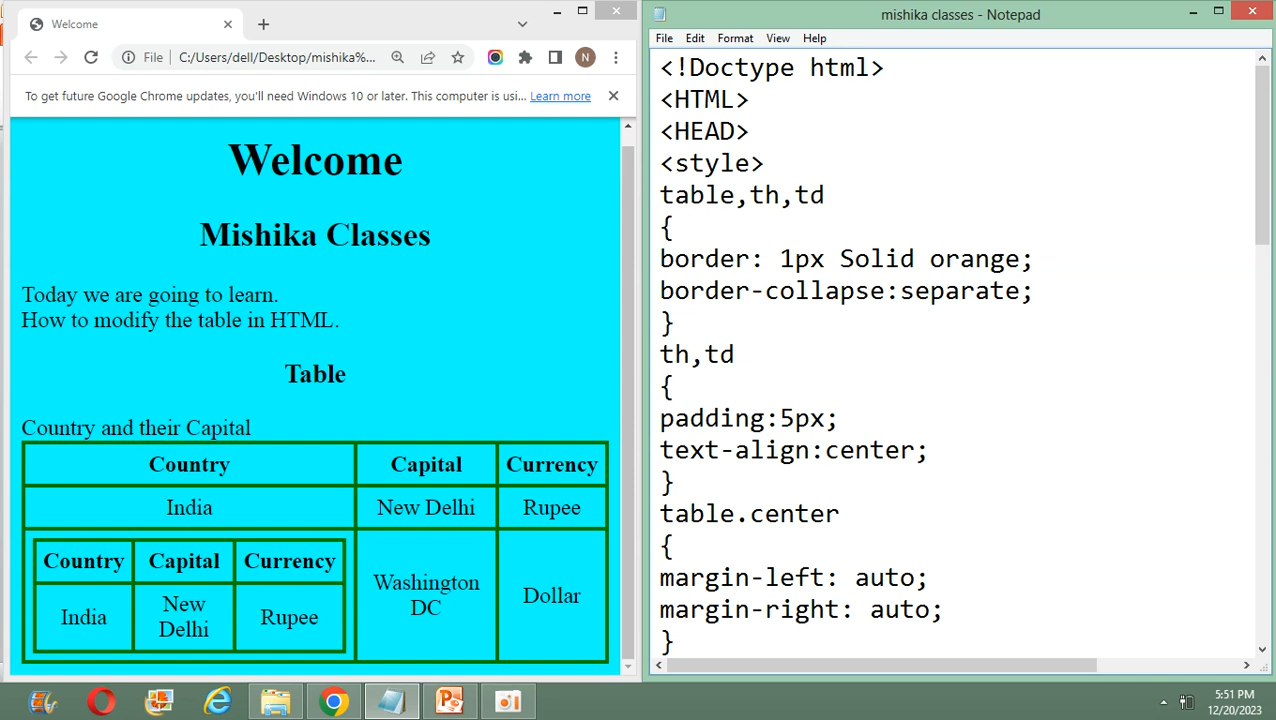 Welcome
File
C:/Users/dell/Desktop/mishika%...
N
To get future Google Chrome updates, you'll need Windows 10 or later. This computer is usi... Learn more
Welcome
Mishika Classes
Today we are going to learn.
How to modify the table in HTML.
Table
Country and their Capital
Country Capital Currency
India New Delhi Rupee
Country Capital Currency
India New Delhi Rupee
Washington DC
Dollar
mishika classes - Notepad
File Edit Format View Help
<!Doctype html>
<HTML>
<HEAD>
<style>
table,th,td
{
border: 1px Solid orange;
border-collapse:separate;
}
th,td
{
padding:5px;
text-align:center;
}
table.center
{
margin-left: auto;
margin-right: auto;
}
5:51 PM
12/20/2023